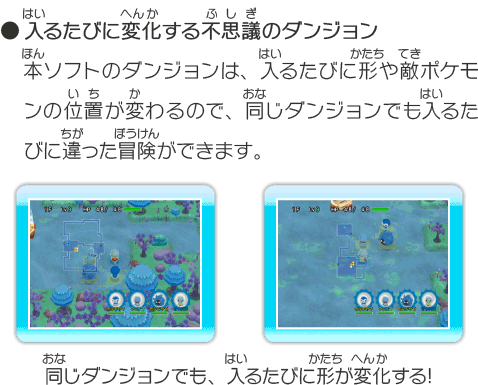 ●入るたびに変化する不思議のダンジョン
本ソフトのダンジョンは、入るたびに形や敵ポケモ
ンの位置が変わるので、同じダンジョンでも入るた
びに違った冒険ができます。
同じダンジョンでも、入るたびに形が変化する!